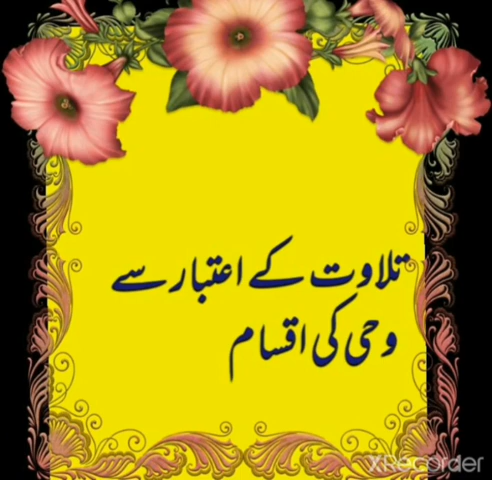 تلاوت کے اعتبار سے
وحی کی اقسام
XRecorder